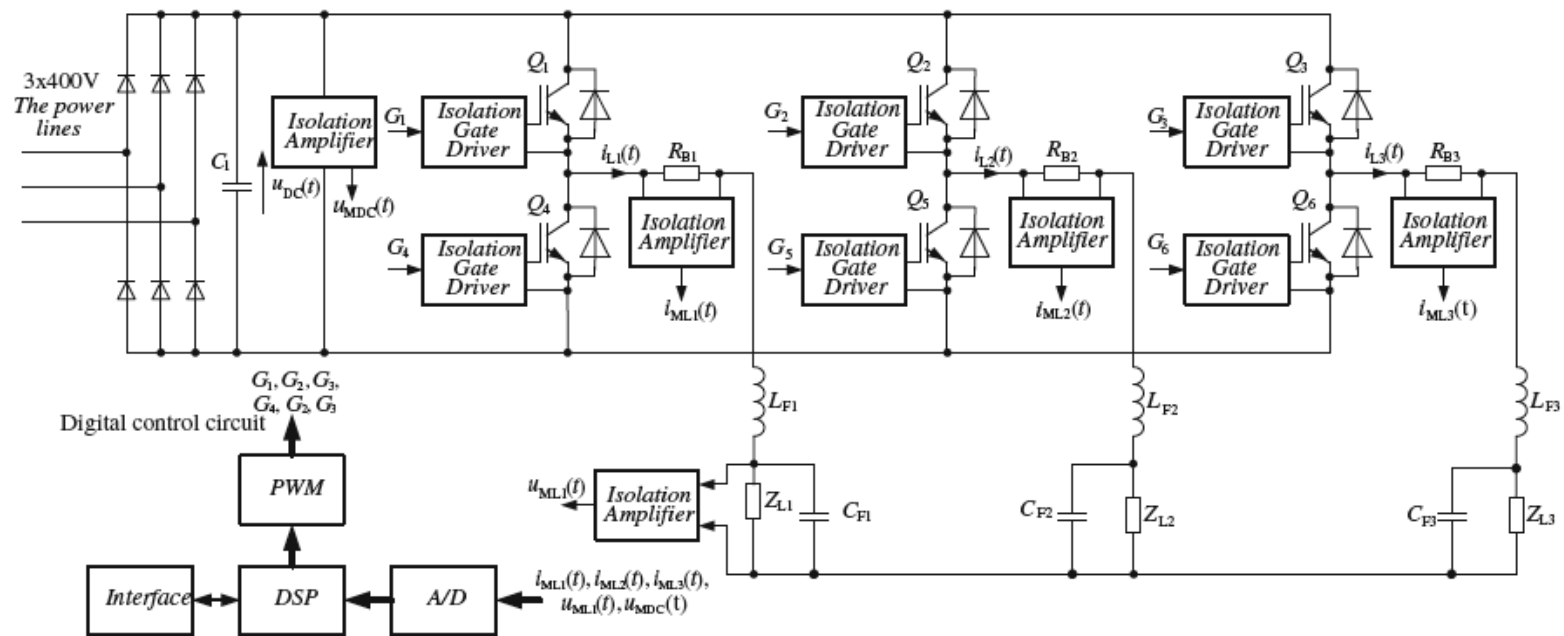 3x400V
The power
lines
C1
uDC(t)
Isolation
Amplifier
uMDC(t)
G1
Isolation
Gate
Driver
Q1
G4
Isolation
Gate
Driver
Q4
iL1(t)
RB1
Isolation
Amplifier
iML1(t)
G2
Isolation
Gate
Driver
Q2
G5
Isolation
Gate
Driver
Q5
iL2(t)
RB2
Isolation
Amplifier
iML2(t)
G3
Isolation
Gate
Driver
Q3
G6
Isolation
Gate
Driver
Q6
iL3(t)
RB3
Isolation
Amplifier
iML3(t)
LF1
LF2
LF3
G1, G2, G3,
G4, G2, G3
Digital control circuit
PWM
uML1(t)
Isolation
Amplifier
ZL1
CF1
CF2
ZL2
CF3
ZL3
Interface
DSP
A/D
iML1(t), iML2(t), iML3(t),
uML1(t), uMDC(t)